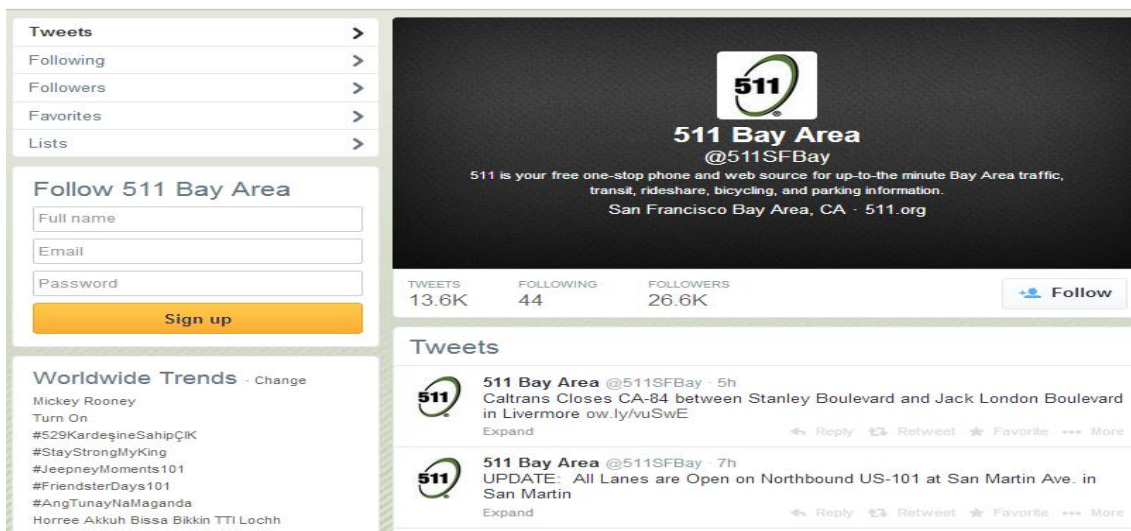 Tweets
Following
Followers
Favorites
Lists
Follow 511 Bay Area
Full name
Email
Password
Sign up
Worldwide Trends · Change
Mickey Rooney
Turn On
#529KardeşineSahipÇIK
#StayStrongMyKing
#JeepneyMoments101
#FriendsterDays101
#AngTunayNaMaganda
Horree Akkuh Bissa Bikkin TTI Lochh
511
511 Bay Area
@511SFBay
511 is your free one-stop phone and web source for up-to-the minute Bay Area traffic,
transit, rideshare, bicycling, and parking information.
San Francisco Bay Area, CA · 511.org
TWEETS FOLLOWING FOLLOWERS
13.6K 44 26.6K
Follow
Tweets
511
511 Bay Area @511SFBay · 5h
Caltrans Closes CA-84 between Stanley Boulevard and Jack London Boulevard
in Livermore ow.ly/vuSwE
Expand Reply Retweet Favorite More
511
511 Bay Area @511SFBay · 7h
UPDATE: All Lanes are Open on Northbound US-101 at San Martin Ave. in
San Martin
Expand Reply Retweet Favorite More